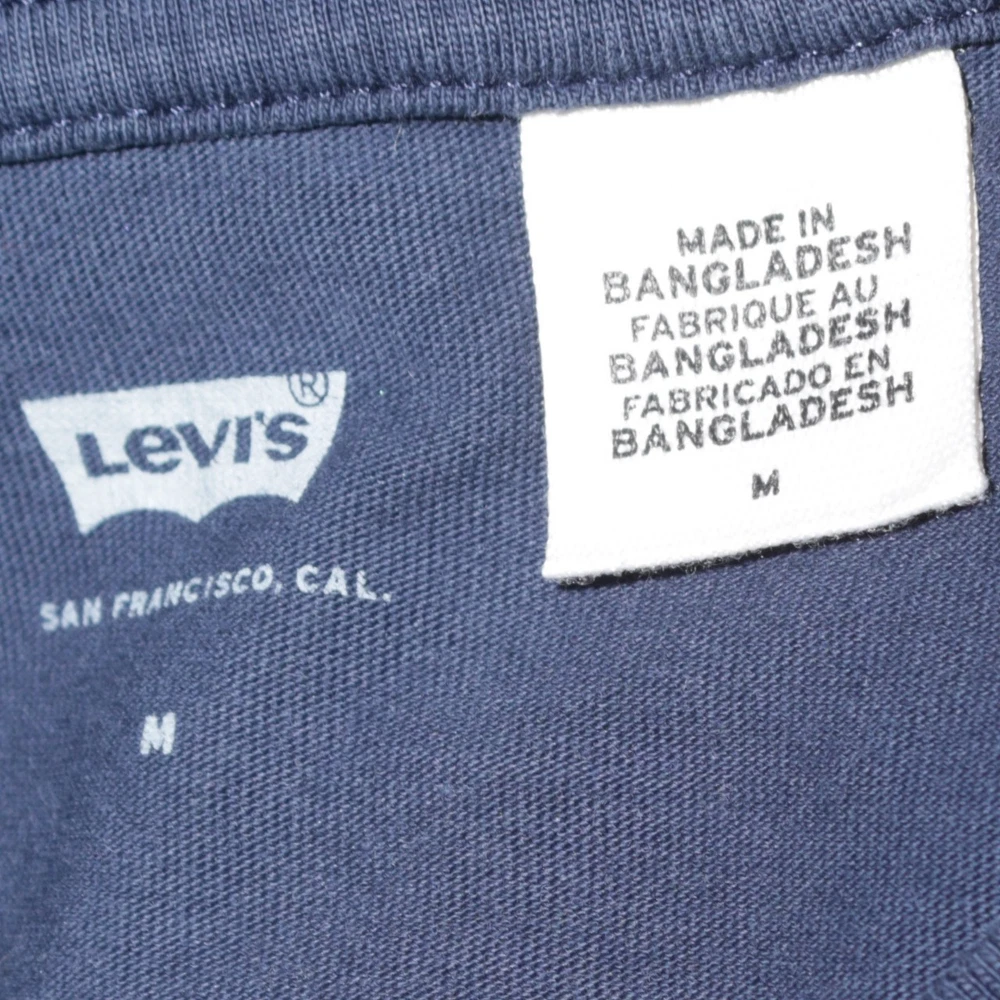 LEVI'S®
SAN FRANCISCO, CAL.
M
MADE IN
BANGLADESH
FABRIQUE AU
BANGLADESH
FABRICADO EN
BANGLADESH
M